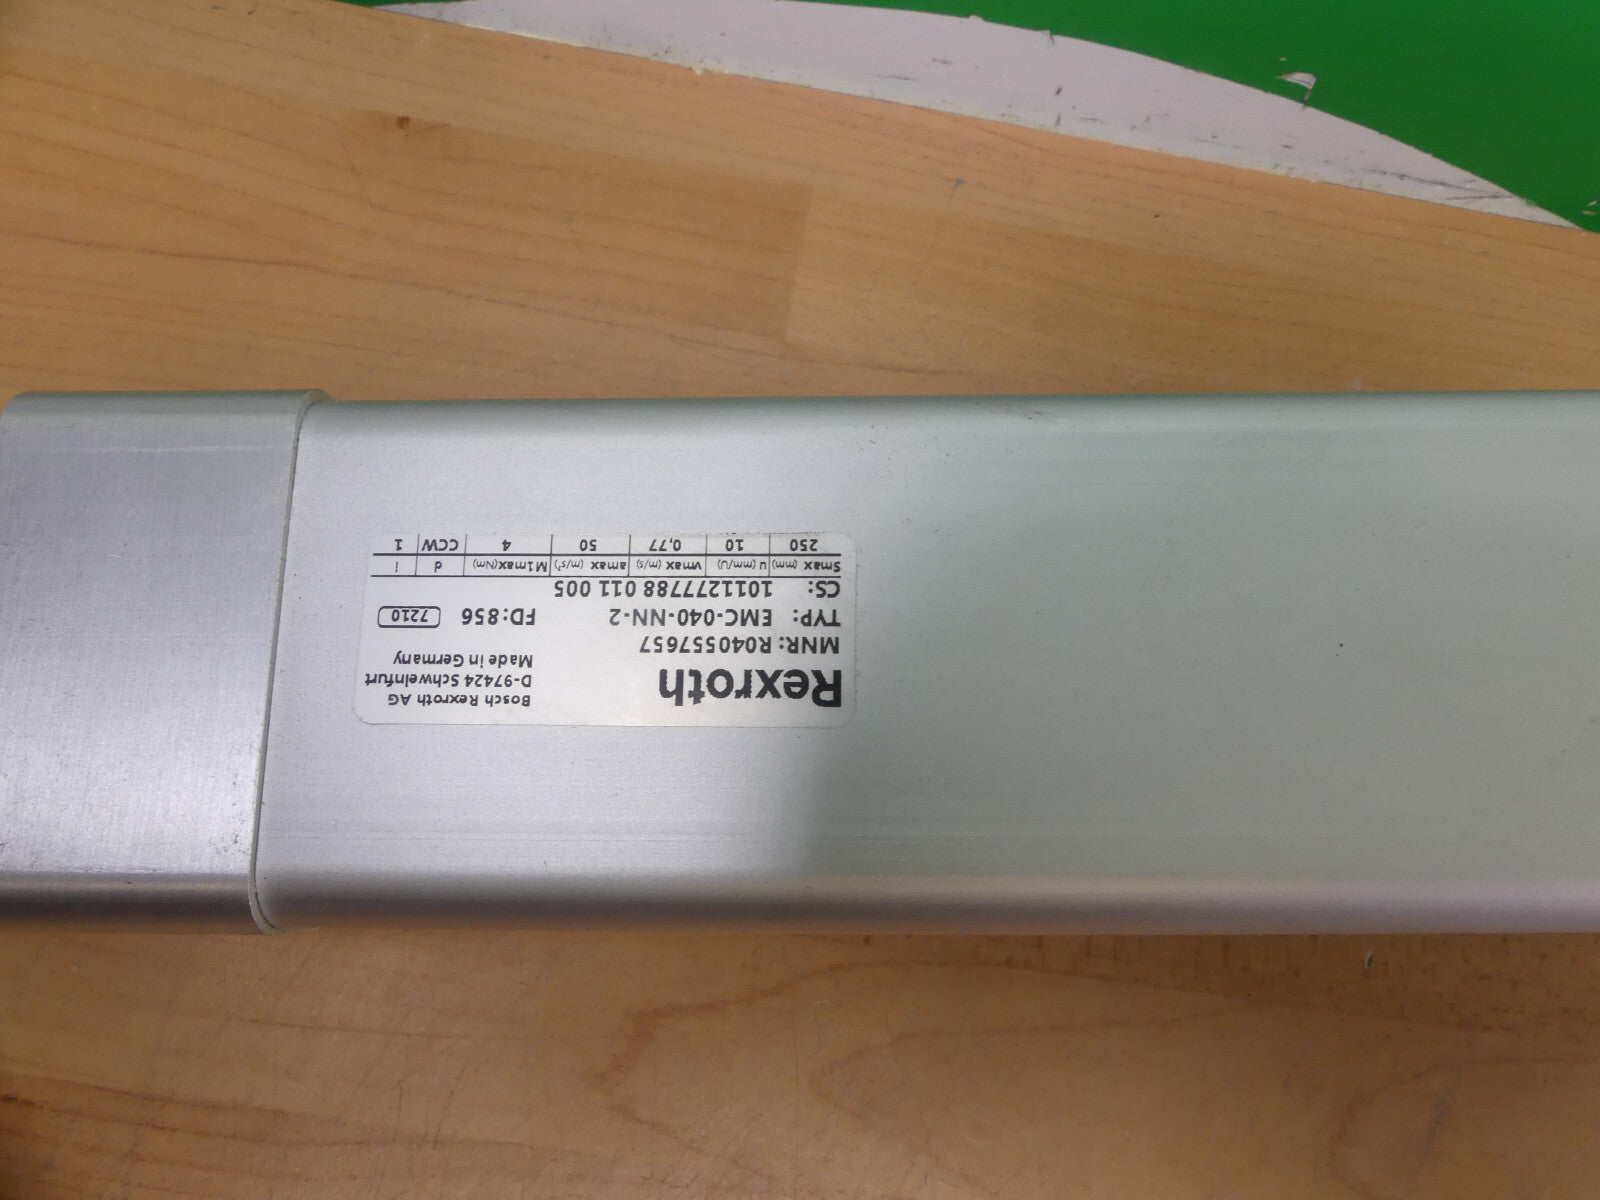 Rexroth
Bosch Rexroth AG
D-97424 Schweinfurt
Made in Germany
MNR: R040557657
TYP: EMC-040-NN-2 FD:856 7210
CS: 1011277788 011 005
Smax (mm) u (mm/U) vmax (m/s) amax (m/s²) M1max(Nm) d i
250 10 0,77 50 4 CCW 1